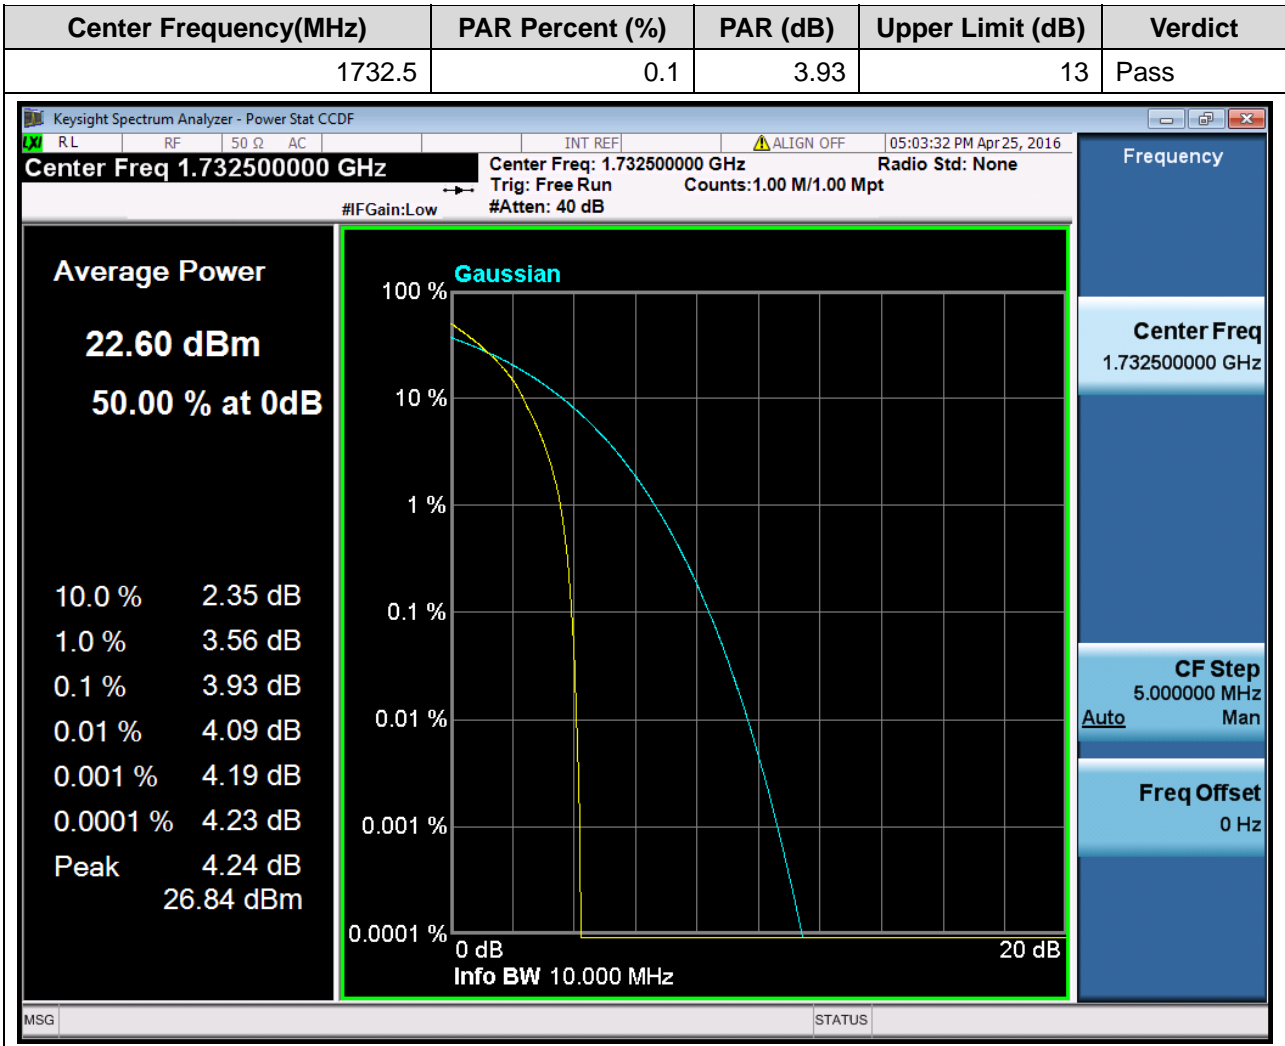 Center Frequency(MHz) PAR Percent (%) PAR (dB) Upper Limit (dB) Verdict
1732.5 0.1 3.93 13 Pass
Keysight Spectrum Analyzer - Power Stat CCDF
LXI RL RF 50 Ω AC INT REF ALIGN OFF 05:03:32 PM Apr 25, 2016
Center Freq 1.732500000 GHz
#IFGain:Low
Center Freq: 1.732500000 GHz Radio Std: None
Trig: Free Run Counts:1.00 M/1.00 Mpt
#Atten: 40 dB
Average Power
22.60 dBm
50.00 % at 0dB
10.0 % 2.35 dB
1.0 % 3.56 dB
0.1 % 3.93 dB
0.01 % 4.09 dB
0.001 % 4.19 dB
0.0001 % 4.23 dB
Peak 4.24 dB
26.84 dBm
Gaussian
100 %
10 %
1 %
0.1 %
0.01 %
0.001 %
0.0001 %
0 dB 20 dB
Info BW 10.000 MHz
Frequency
Center Freq
1.732500000 GHz
CF Step
5.000000 MHz
Auto Man
Freq Offset
0 Hz
MSG STATUS